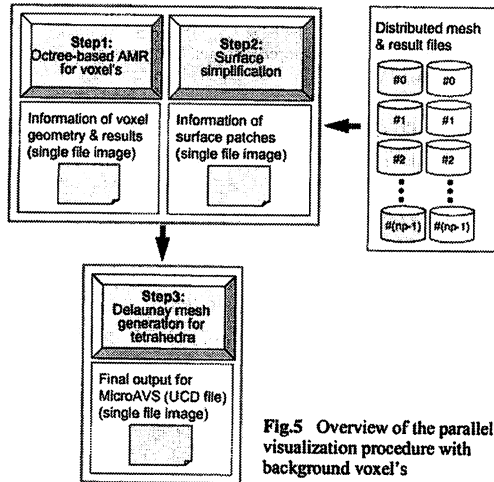 Step1:
Octree-based AMR
for voxel's
Information of voxel
geometry & results
(single file image)
Step2:
Surface
simplification
Information of
surface patches
(single file image)
Distributed mesh
& result files
#0 #0
#1 #1
#2 #2
#(np-1) #(np-1)
Step3:
Delaunay mesh
generation for
tetrahedra
Final output for
MicroAVS (UCD file)
(single file image)
Fig.5 Overview of the parallel
visualization procedure with
background voxel's